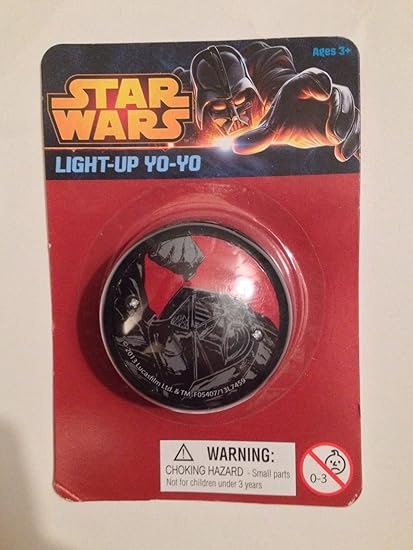 Ages 3+
STAR
WARS
LIGHT-UP YO-YO
©2013 Lucasfilm Ltd. & TM. F05407/13L7459
WARNING:
CHOKING HAZARD - Small parts
Not for children under 3 years
0-3